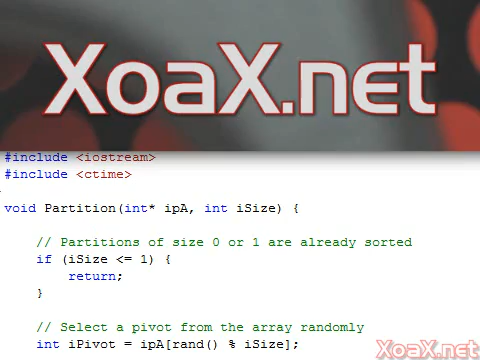 XoaX.net
#include <iostream>
#include <ctime>
void Partition(int* ipA, int iSize) {
// Partitions of size 0 or 1 are already sorted
if (iSize <= 1) {
return;
}
// Select a pivot from the array randomly
int iPivot = ipA[rand() % iSize];
XoaX.net